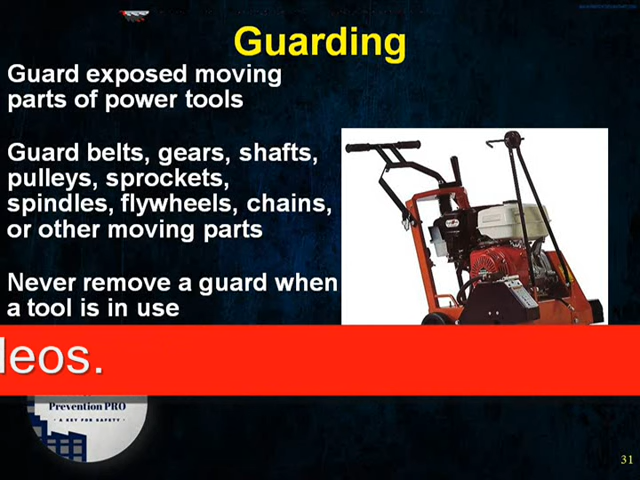 Guarding
Guard exposed moving
parts of power tools
Guard belts, gears, shafts,
pulleys, sprockets,
spindles, flywheels, chains,
or other moving parts
Never remove a guard when
a tool is in use
leos.
Prevention PRO
A KEY FOR SAFETY
31